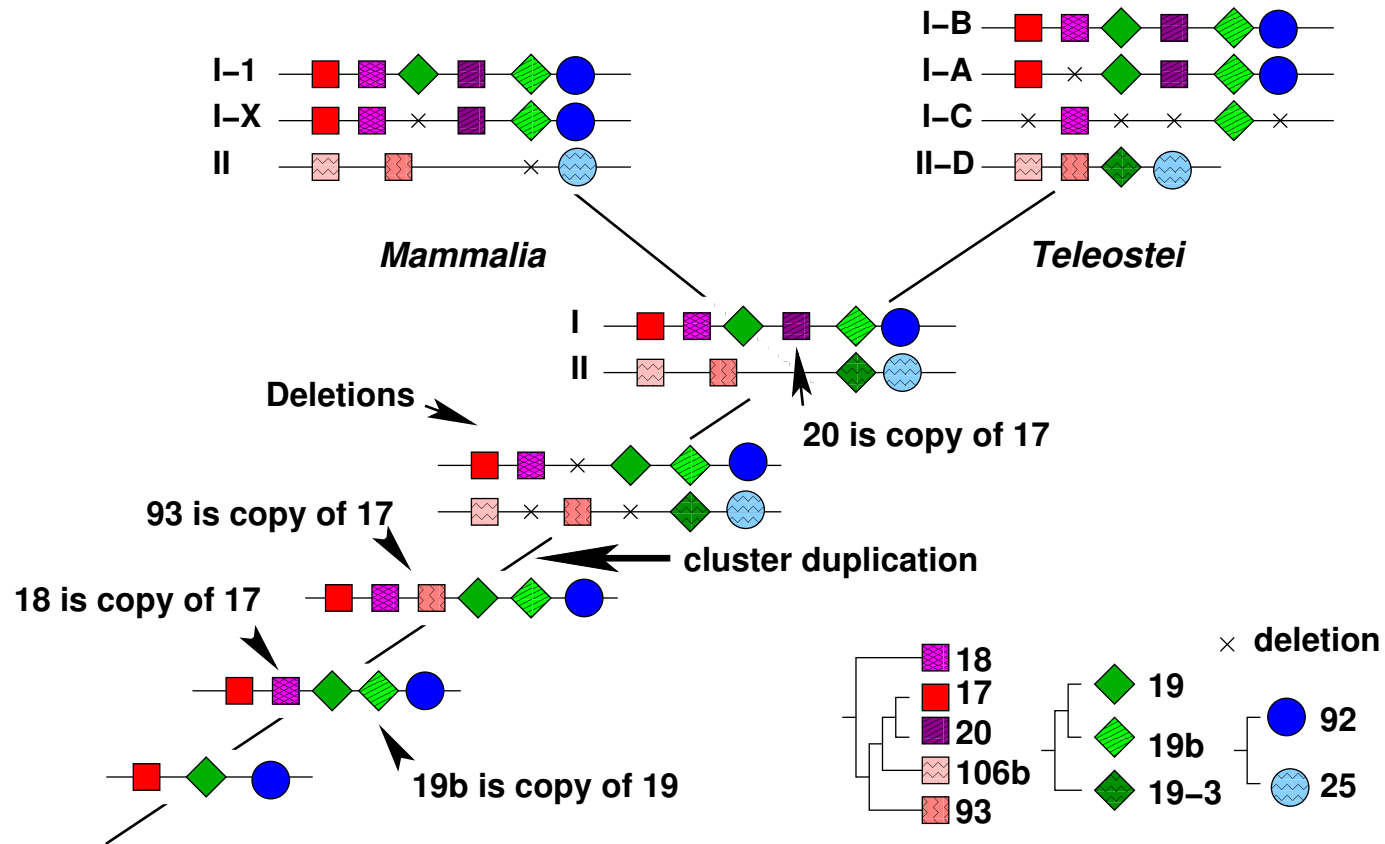 I–B
I–1
I–A
I–X
I–C
II
II–D
Mammalia
Teleostei
I
II
Deletions
20 is copy of 17
93 is copy of 17
cluster duplication
18 is copy of 17
deletion
18
17
20
106b
93
19
19b
19–3
92
25
19b is copy of 19